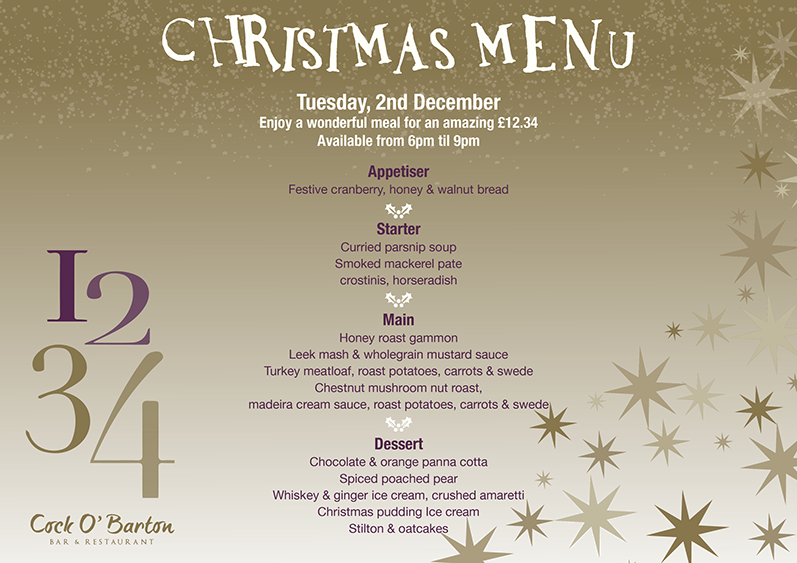 CHRISTMAS MENU
Tuesday, 2nd December
Enjoy a wonderful meal for an amazing £12.34
Available from 6pm til 9pm
Appetiser
Festive cranberry, honey & walnut bread
Starter
Curried parsnip soup
Smoked mackerel pate
crostinis, horseradish
Main
Honey roast gammon
Leek mash & wholegrain mustard sauce
Turkey meatloaf, roast potatoes, carrots & swede
Chestnut mushroom nut roast,
madeira cream sauce, roast potatoes, carrots & swede
Dessert
Chocolate & orange panna cotta
Spiced poached pear
Whiskey & ginger ice cream, crushed amaretti
Christmas pudding Ice cream
Stilton & oatcakes
12
34
Cock O' Barton
BAR & RESTAURANT